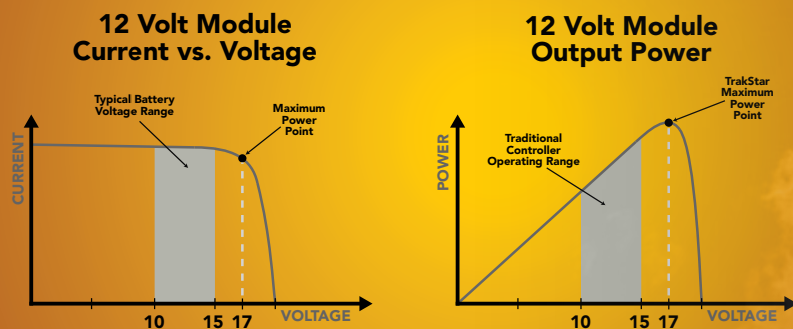 12 Volt Module
Current vs. Voltage
Typical Battery
Voltage Range
Maximum
Power
Point
CURRENT
10
15
17
VOLTAGE
12 Volt Module
Output Power
TrakStar
Maximum
Power
Point
Traditional
Controller
Operating Range
POWER
10
15
17
VOLTAGE